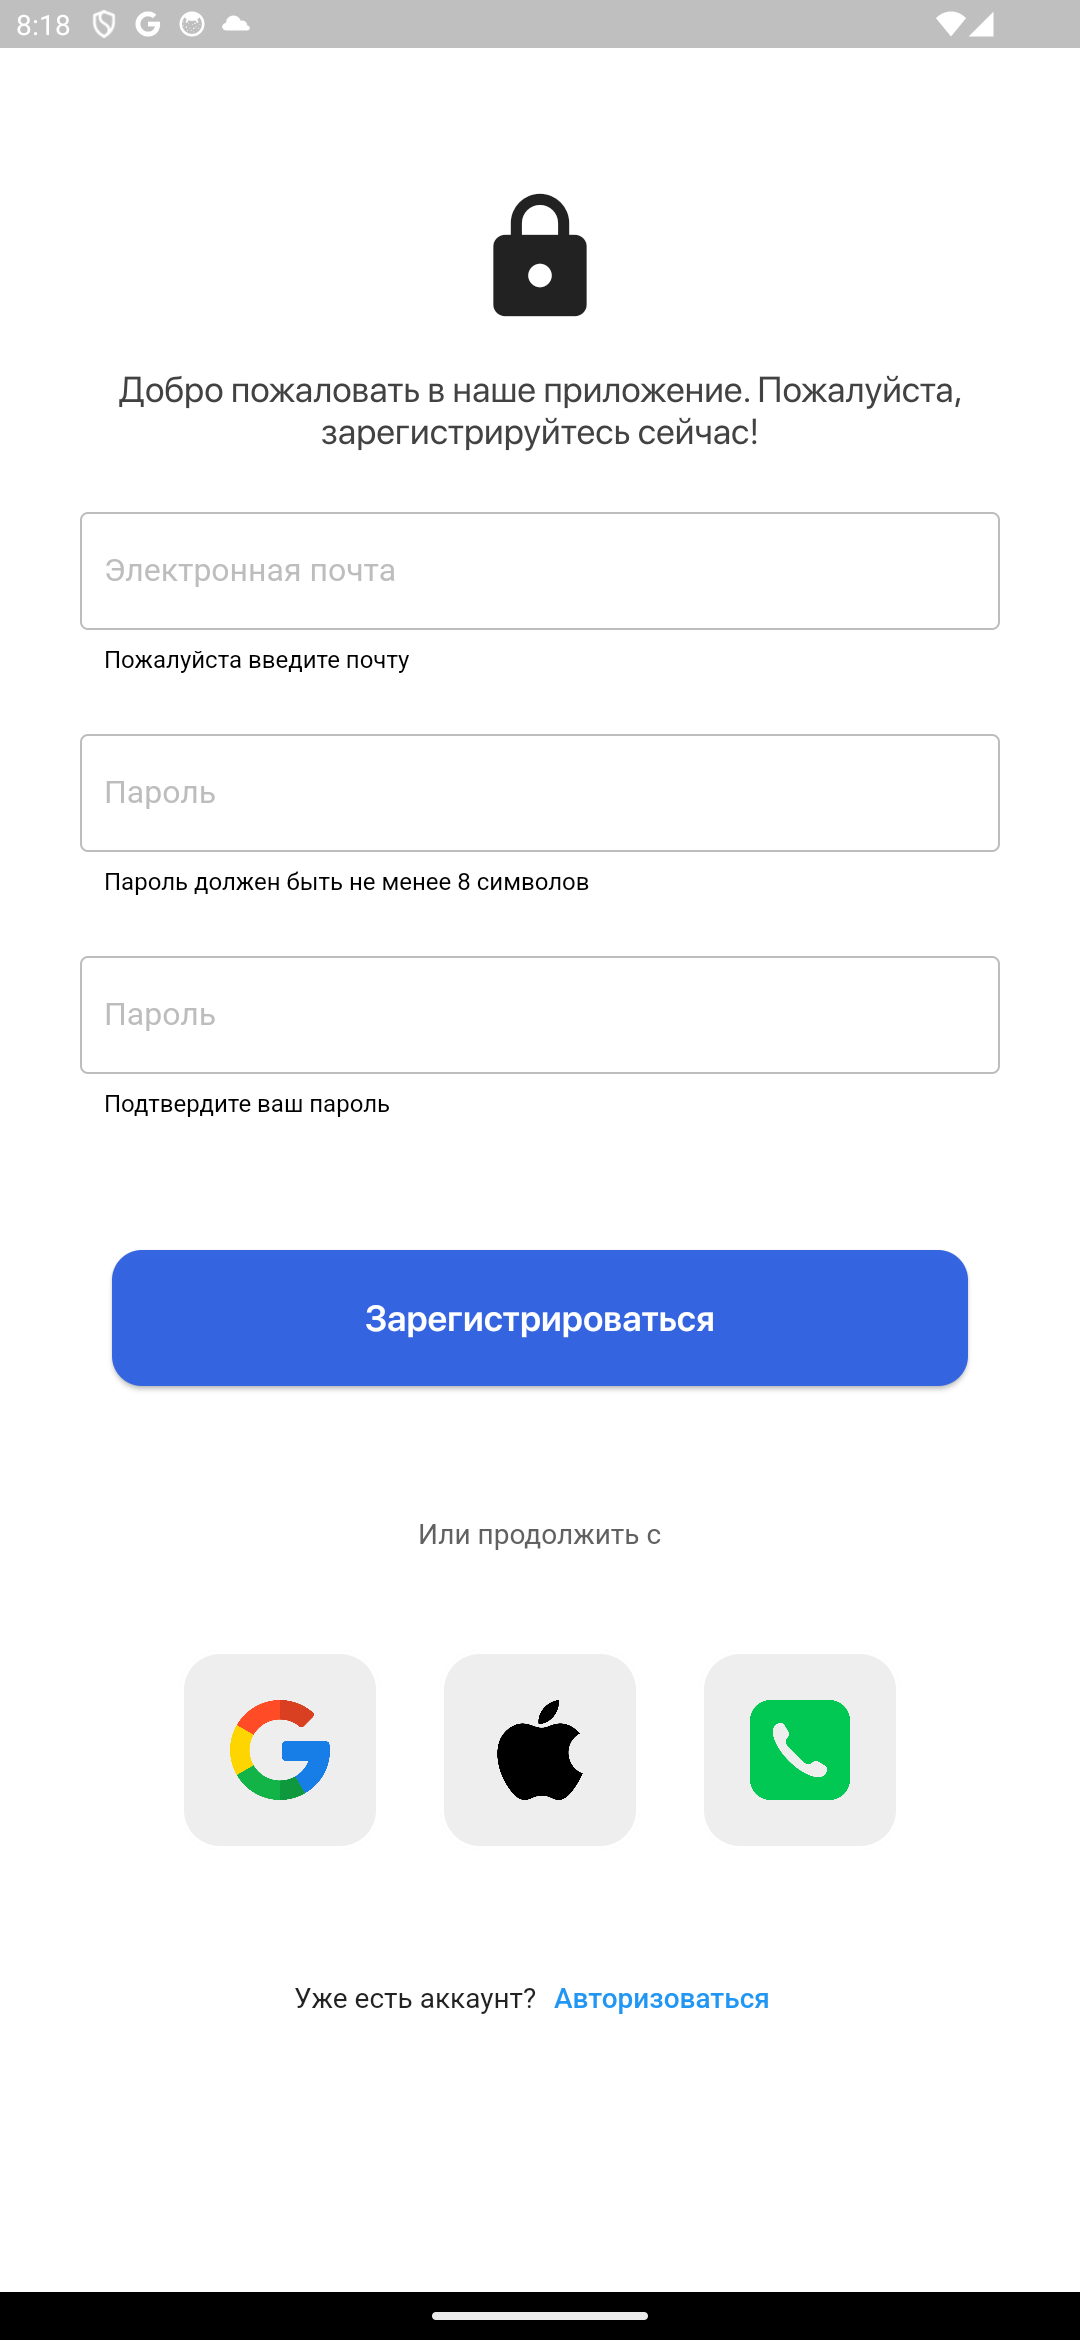 8:18
Добро пожаловать в наше приложение. Пожалуйста,
зарегистрируйтесь сейчас!
Электронная почта
Пожалуйста введите почту
Пароль
Пароль должен быть не менее 8 символов
Пароль
Подтвердите ваш пароль
Зарегистрироваться
Или продолжить с
Уже есть аккаунт? Авторизоваться